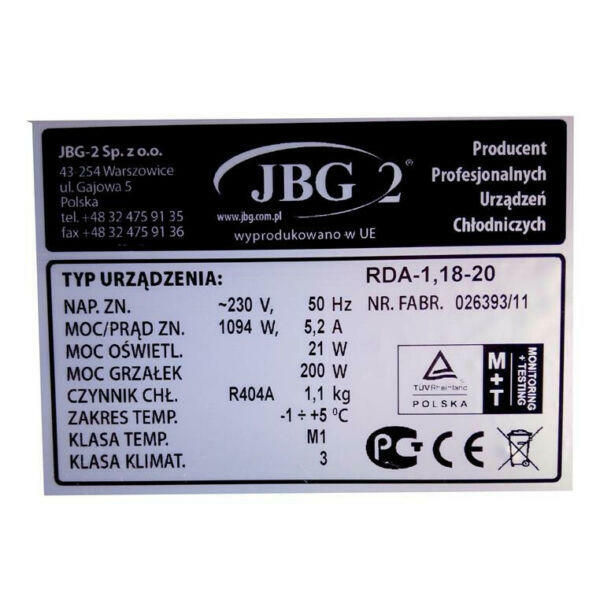 JBG-2 Sp. z o.o.
43-254 Warszowice
ul. Gajowa 5
Polska
tel. +48 32 475 91 35
fax +48 32 475 91 36
JBG 2®
www.jbg.com.pl
wyprodukowano w UE
Producent
Profesjonalnych
Urządzeń
Chłodniczych
TYP URZĄDZENIA: RDA-1,18-20
NAP. ZN. ~230 V, 50 Hz NR. FABR. 026393/11
MOC/PRĄD ZN. 1094 W, 5,2 A
MOC OŚWIETL. 21 W
MOC GRZAŁEK 200 W
CZYNNIK CHŁ. R404A 1,1 kg
ZAKRES TEMP. -1 ÷ +5 °C
KLASA TEMP. M1
KLASA KLIMAT. 3
TÜVRheinland
POLSKA
M+T
MONITORING
+ TESTING
PCT CE